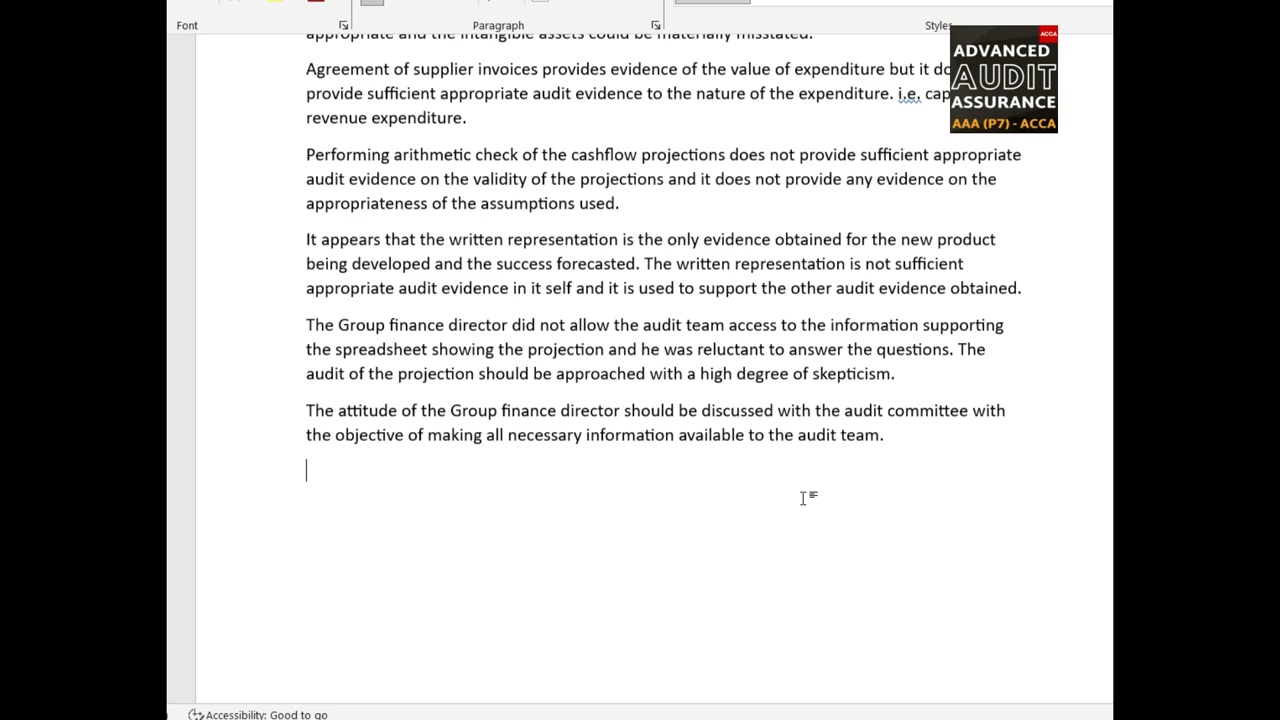 Font
Paragraph
Styles
appropriate and the intangible assets could be materially misstated.
Agreement of supplier invoices provides evidence of the value of expenditure but it do
provide sufficient appropriate audit evidence to the nature of the expenditure. i.e. cap
revenue expenditure.
Performing arithmetic check of the cashflow projections does not provide sufficient appropriate
audit evidence on the validity of the projections and it does not provide any evidence on the
appropriateness of the assumptions used.
It appears that the written representation is the only evidence obtained for the new product
being developed and the success forecasted. The written representation is not sufficient
appropriate audit evidence in it self and it is used to support the other audit evidence obtained.
The Group finance director did not allow the audit team access to the information supporting
the spreadsheet showing the projection and he was reluctant to answer the questions. The
audit of the projection should be approached with a high degree of skepticism.
The attitude of the Group finance director should be discussed with the audit committee with
the objective of making all necessary information available to the audit team.
ACCA
ADVANCED
AUDIT
ASSURANCE
AAA (P7) - ACCA
Accessibility: Good to go